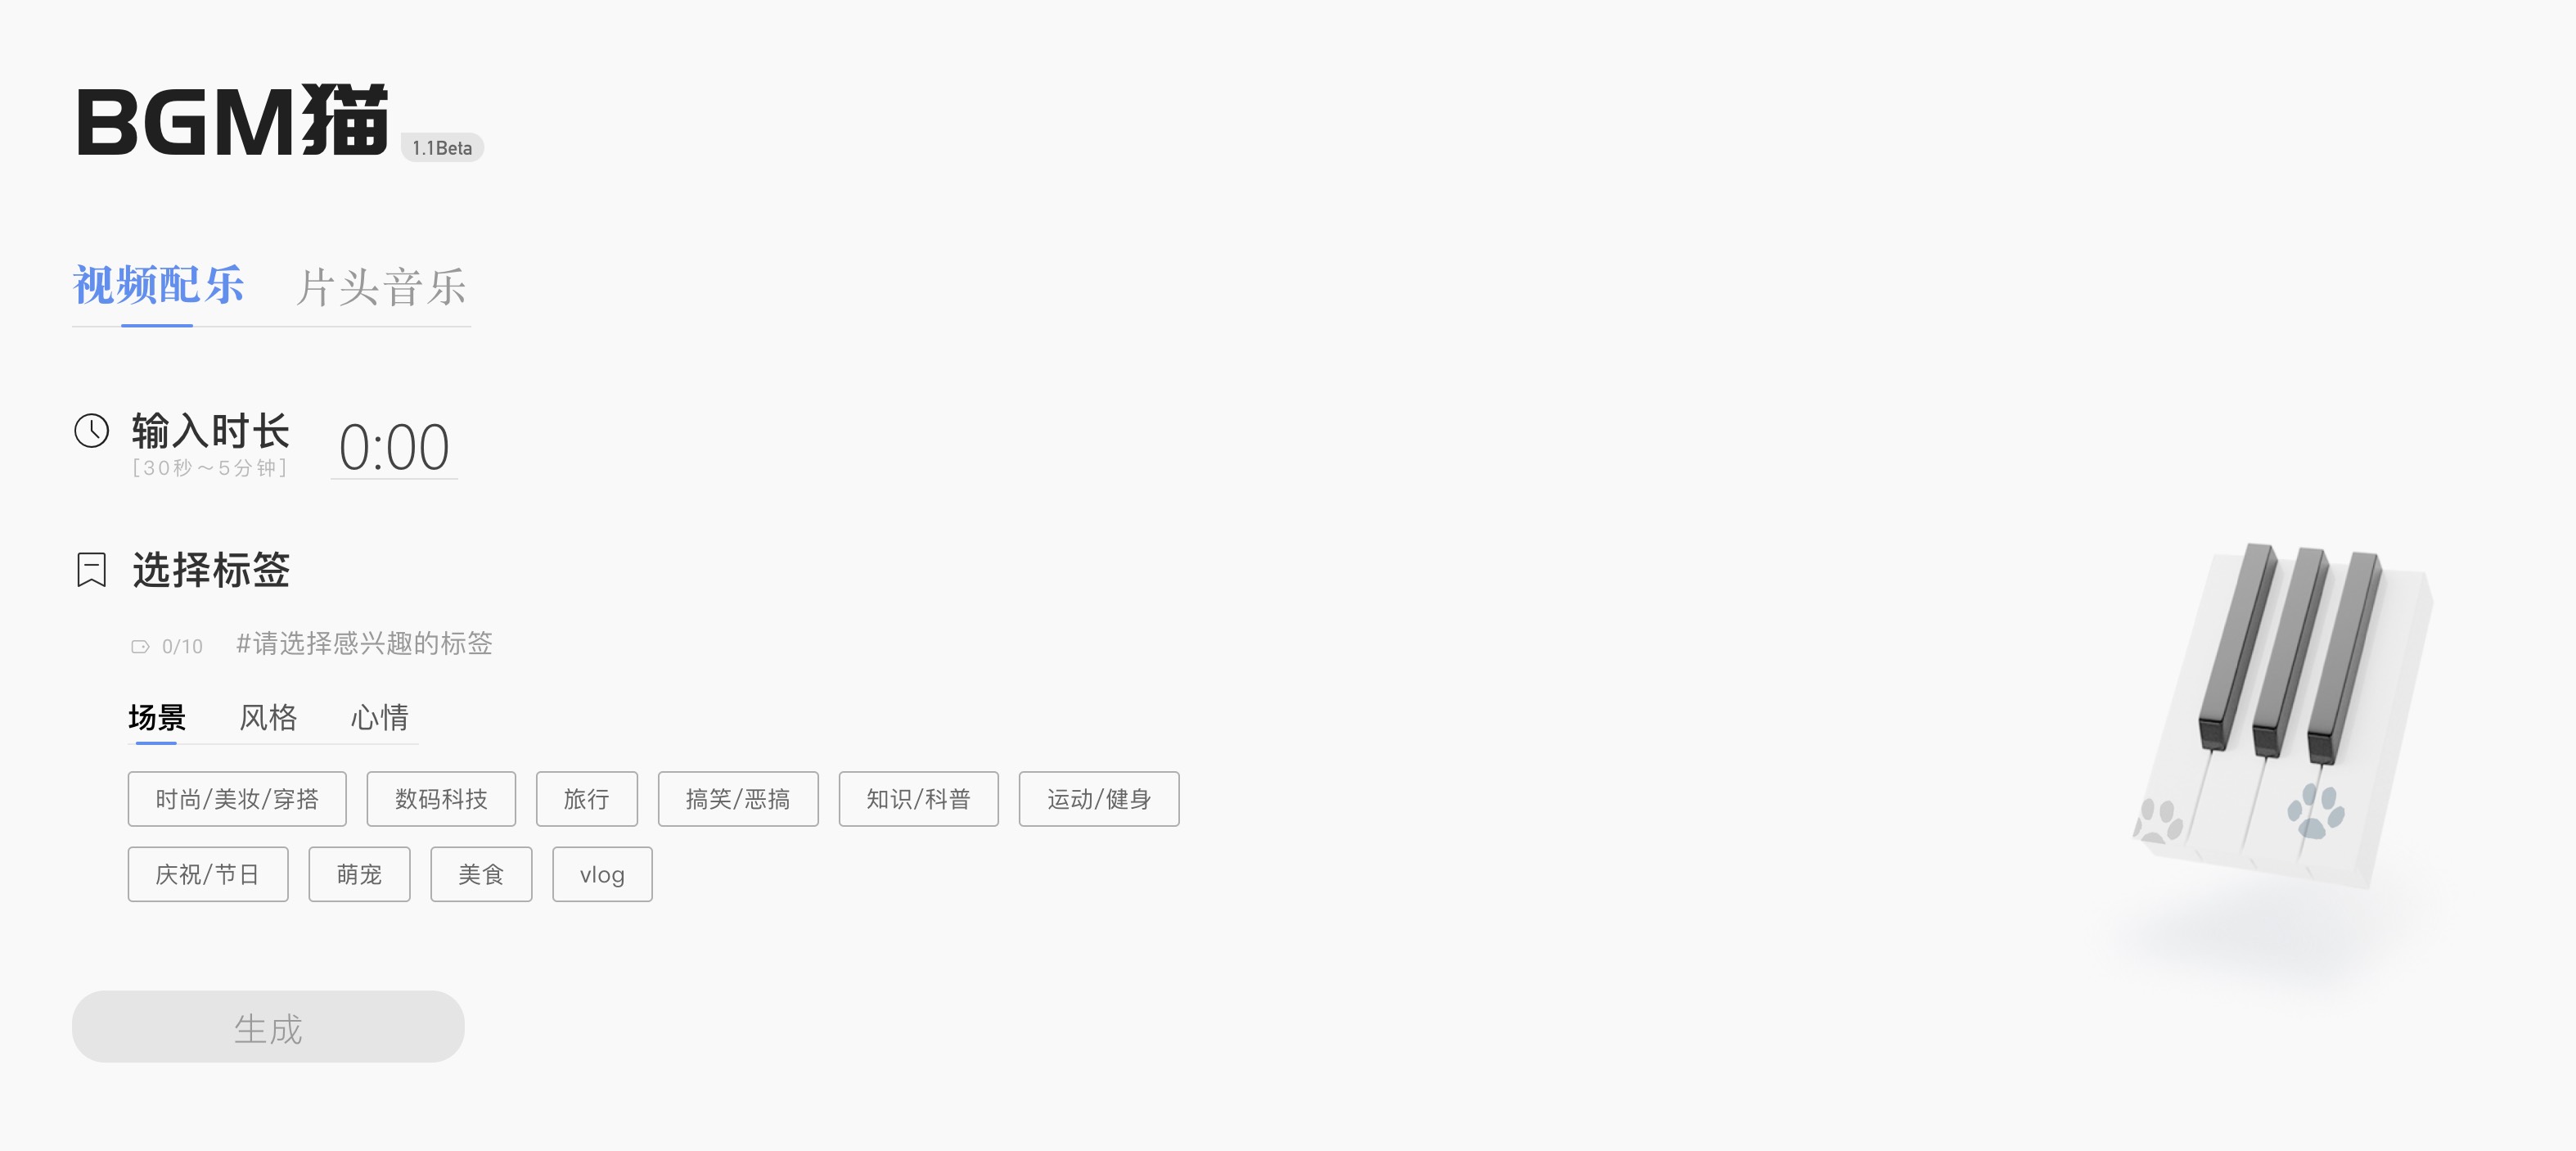 BGM猫 1.1Beta
视频配乐 片头音乐
输入时长 0:00
[30秒～5分钟]
选择标签
0/10 #请选择感兴趣的标签
场景 风格 心情
时尚/美妆/穿搭 数码科技 旅行 搞笑/恶搞 知识/科普 运动/健身
庆祝/节日 萌宠 美食 vlog
生成